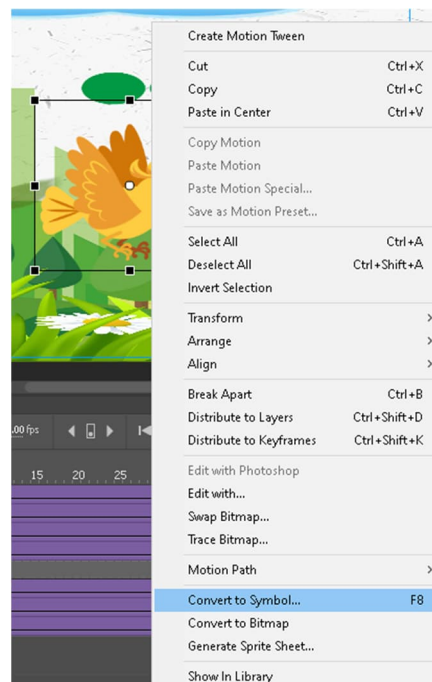 Create Motion Tween
Cut Ctrl+X
Copy Ctrl+C
Paste in Center Ctrl+V
Copy Motion
Paste Motion
Paste Motion Special...
Save as Motion Preset...
Select All Ctrl+A
Deselect All Ctrl+Shift+A
Invert Selection
Transform
Arrange
Align
Break Apart Ctrl+B
Distribute to Layers Ctrl+Shift+D
Distribute to Keyframes Ctrl+Shift+K
.00 fps
15 20 25
Edit with Photoshop
Edit with...
Swap Bitmap...
Trace Bitmap...
Motion Path
Convert to Symbol... F8
Convert to Bitmap
Generate Sprite Sheet...
Show In Library